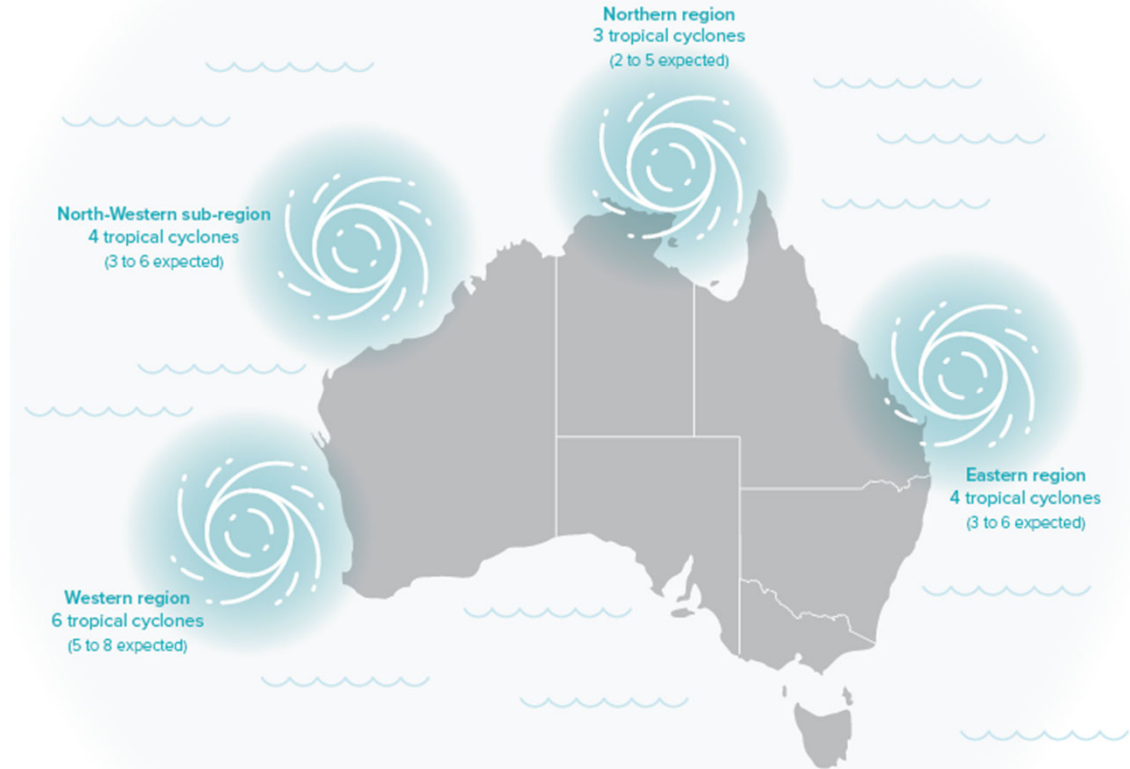 Northern region
3 tropical cyclones
(2 to 5 expected)
North-Western sub-region
4 tropical cyclones
(3 to 6 expected)
Eastern region
4 tropical cyclones
(3 to 6 expected)
Western region
6 tropical cyclones
(5 to 8 expected)